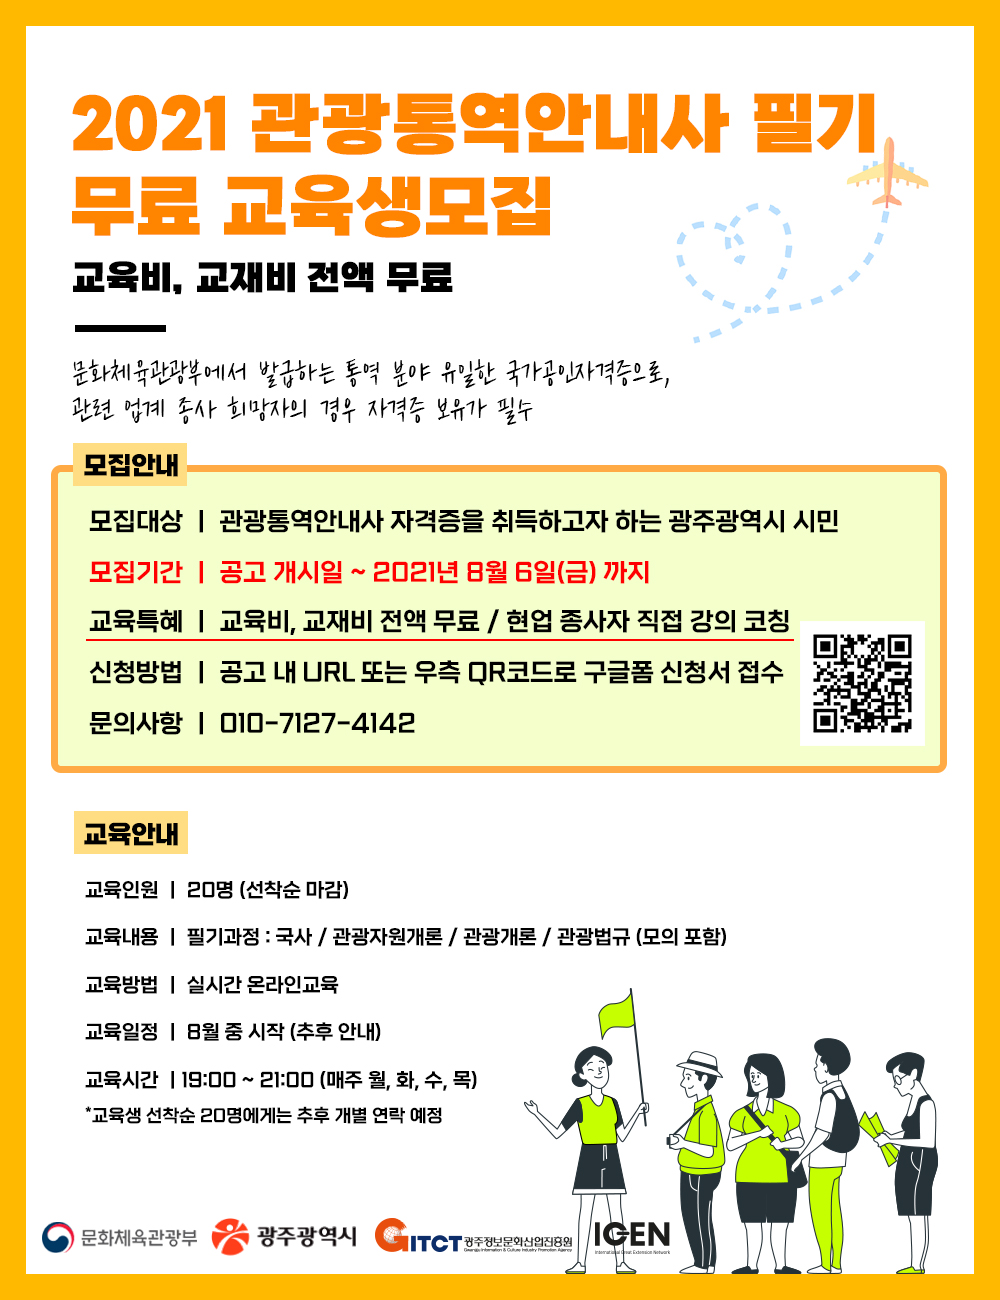 2021 관광통역안내사 필기
무료 교육생모집
교육비, 교재비 전액 무료
문화체육관광부에서 발급하는 통역 분야 유일한 국가공인자격증으로,
관련 업계 종사 희망자의 경우 자격증 보유가 필수
모집안내
모집대상 | 관광통역안내사 자격증을 취득하고자 하는 광주광역시 시민
모집기간 | 공고 개시일 ~ 2021년 8월 6일(금) 까지
교육특혜 | 교육비, 교재비 전액 무료 / 현업 종사자 직접 강의 코칭
신청방법 | 공고 내 URL 또는 우측 QR코드로 구글폼 신청서 접수
문의사항 | 010-7127-4142
교육안내
교육인원 | 20명 (선착순 마감)
교육내용 | 필기과정 : 국사 / 관광자원개론 / 관광개론 / 관광법규 (모의 포함)
교육방법 | 실시간 온라인교육
교육일정 | 8월 중 시작 (추후 안내)
교육시간 | 19:00 ~ 21:00 (매주 월, 화, 수, 목)
*교육생 선착순 20명에게는 추후 개별 연락 예정
문화체육관광부 광주광역시 GITCT 광주정보문화산업진흥원 IGEN
Gwangju Information & Culture Industry Promotion Agency International Great Extension Network